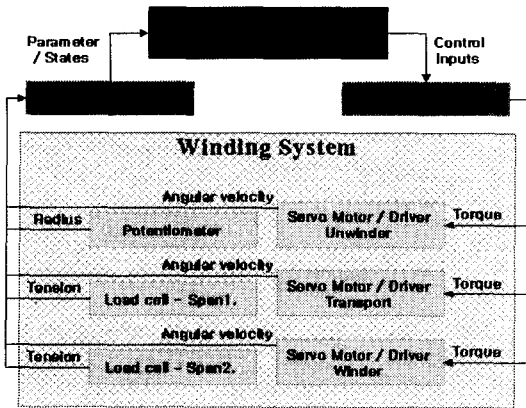 Parameter
/ States
Control
Inputs
Winding System
Angular velocity
Radius
Potentiometer
Servo Motor / Driver
Unwinder
Torque
Angular velocity
Tension
Load cell - Span1.
Servo Motor / Driver
Transport
Torque
Angular velocity
Tension
Load cell - Span2.
Servo Motor / Driver
Winder
Torque